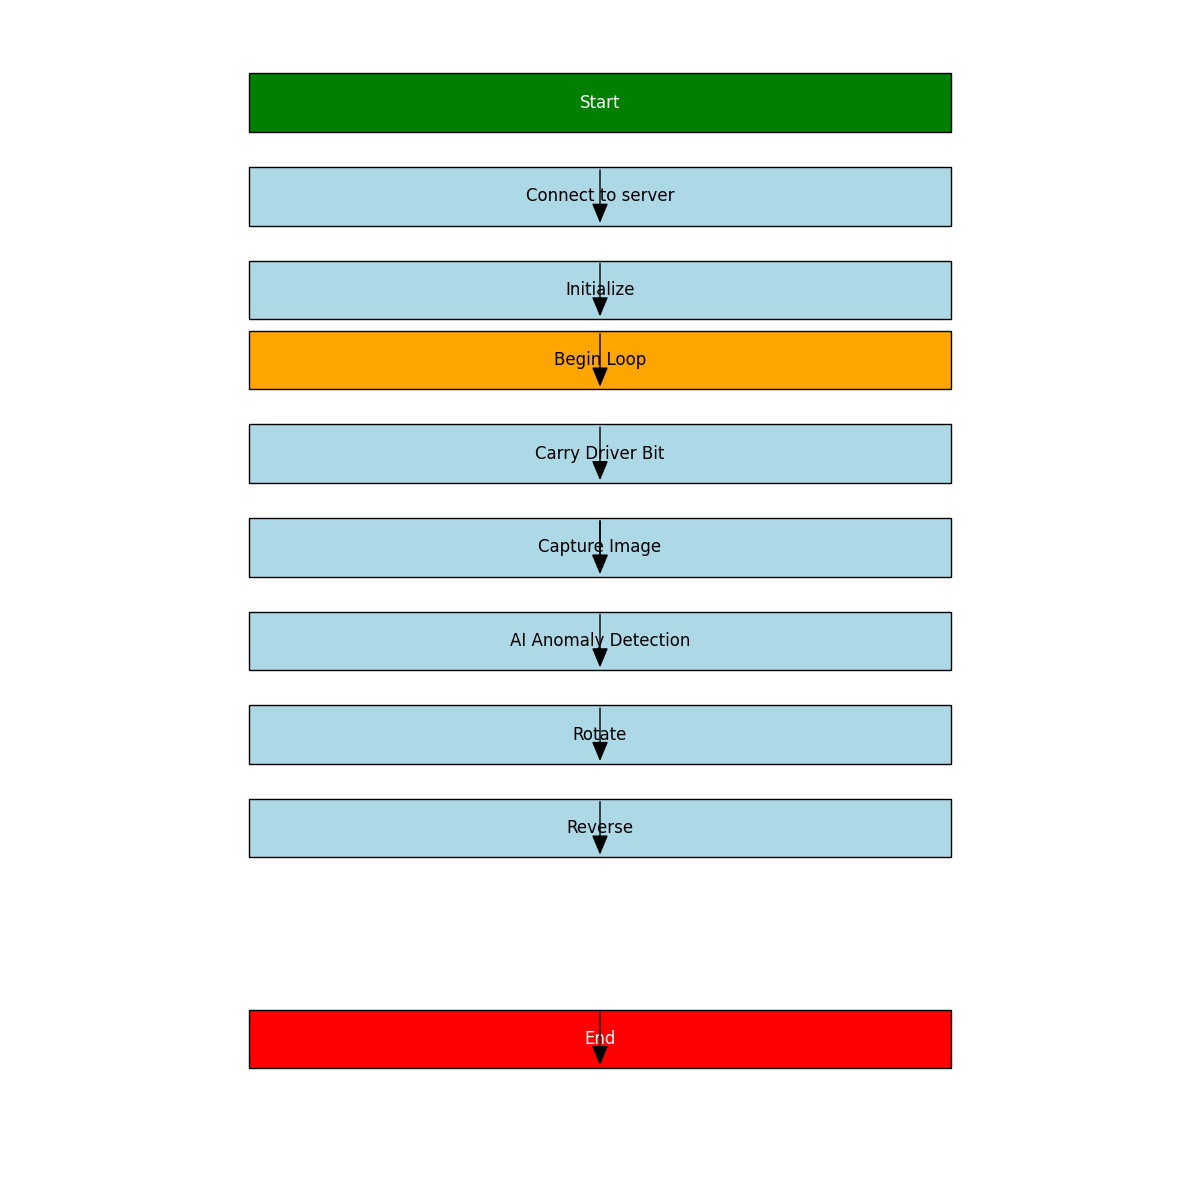 Start
Connect to server
Initialize
Begin Loop
Carry Driver Bit
Capture Image
AI Anomaly Detection
Rotate
Reverse
End